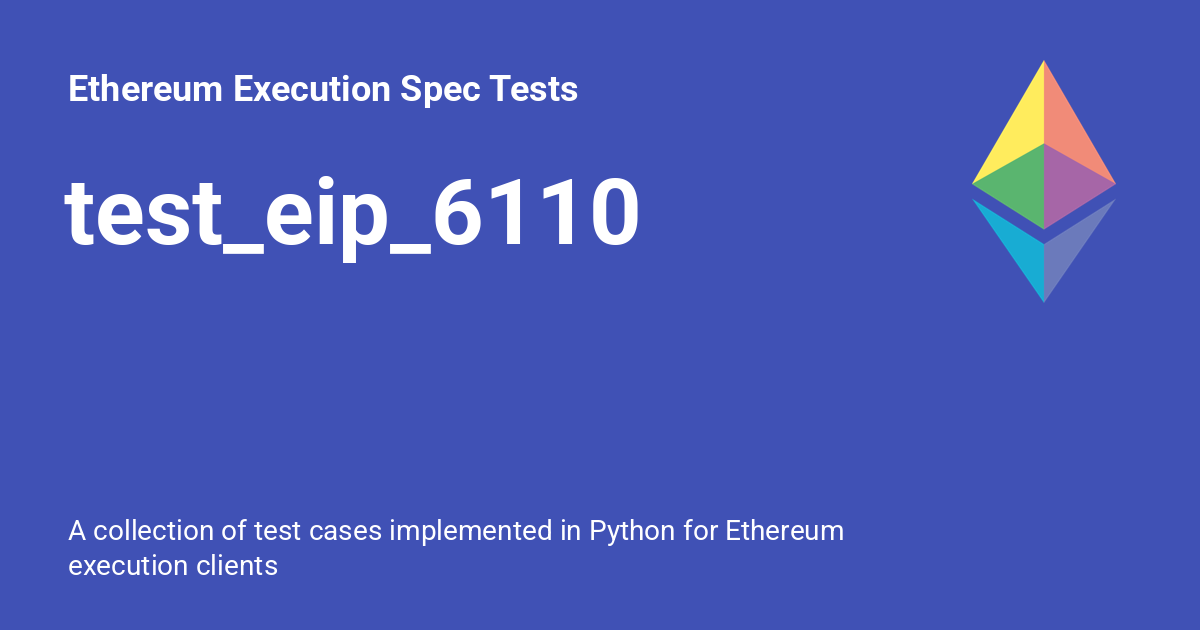 Ethereum Execution Spec Tests
test_eip_6110
A collection of test cases implemented in Python for Ethereum
execution clients